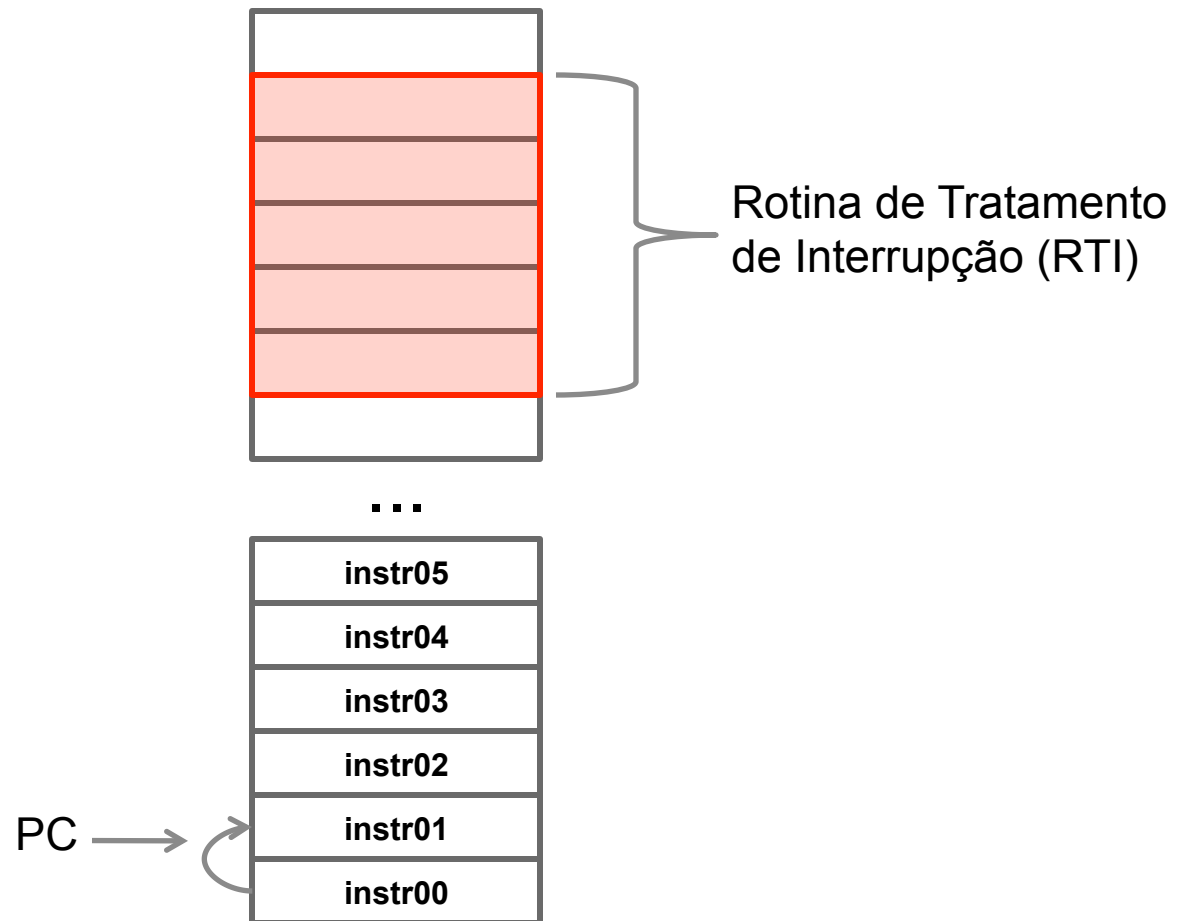 Rotina de Tratamento
de Interrupção (RTI)
...
instr05
instr04
instr03
instr02
PC
instr01
instr00